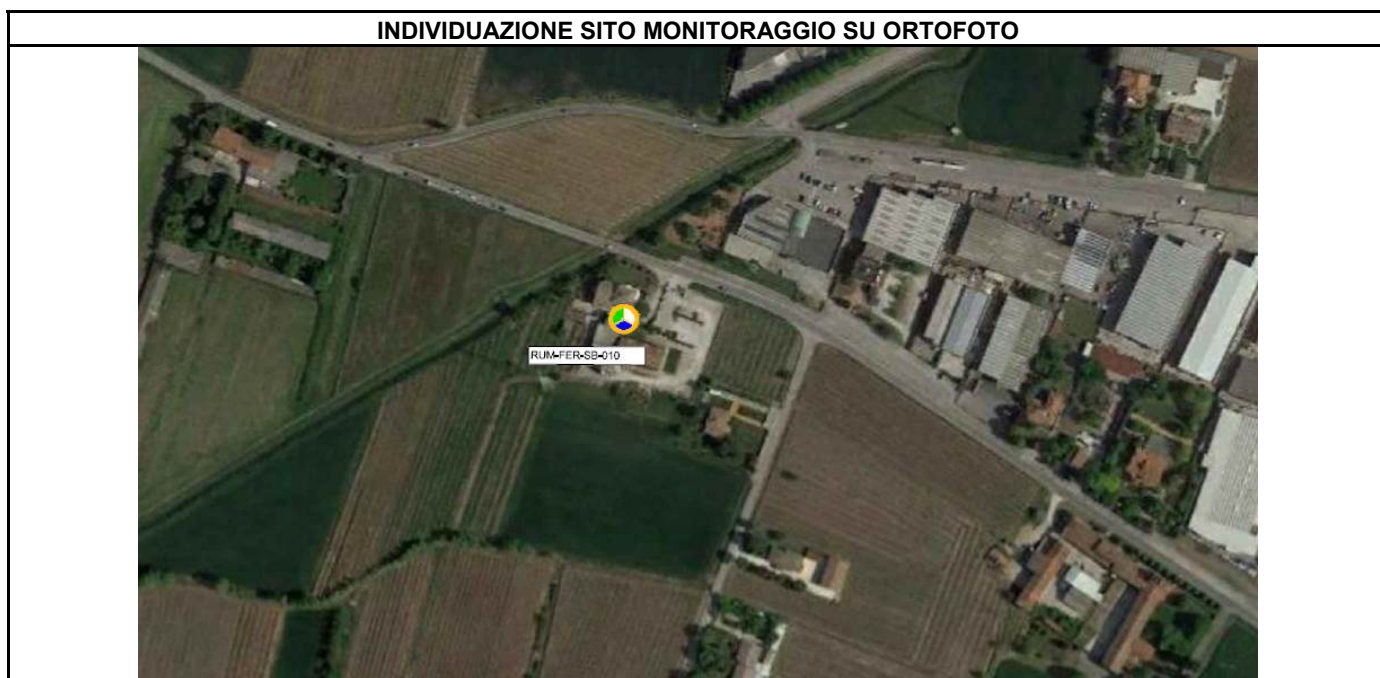 INDIVIDUAZIONE SITO MONITORAGGIO SU ORTOFOTO
RUM-FER-SB-010